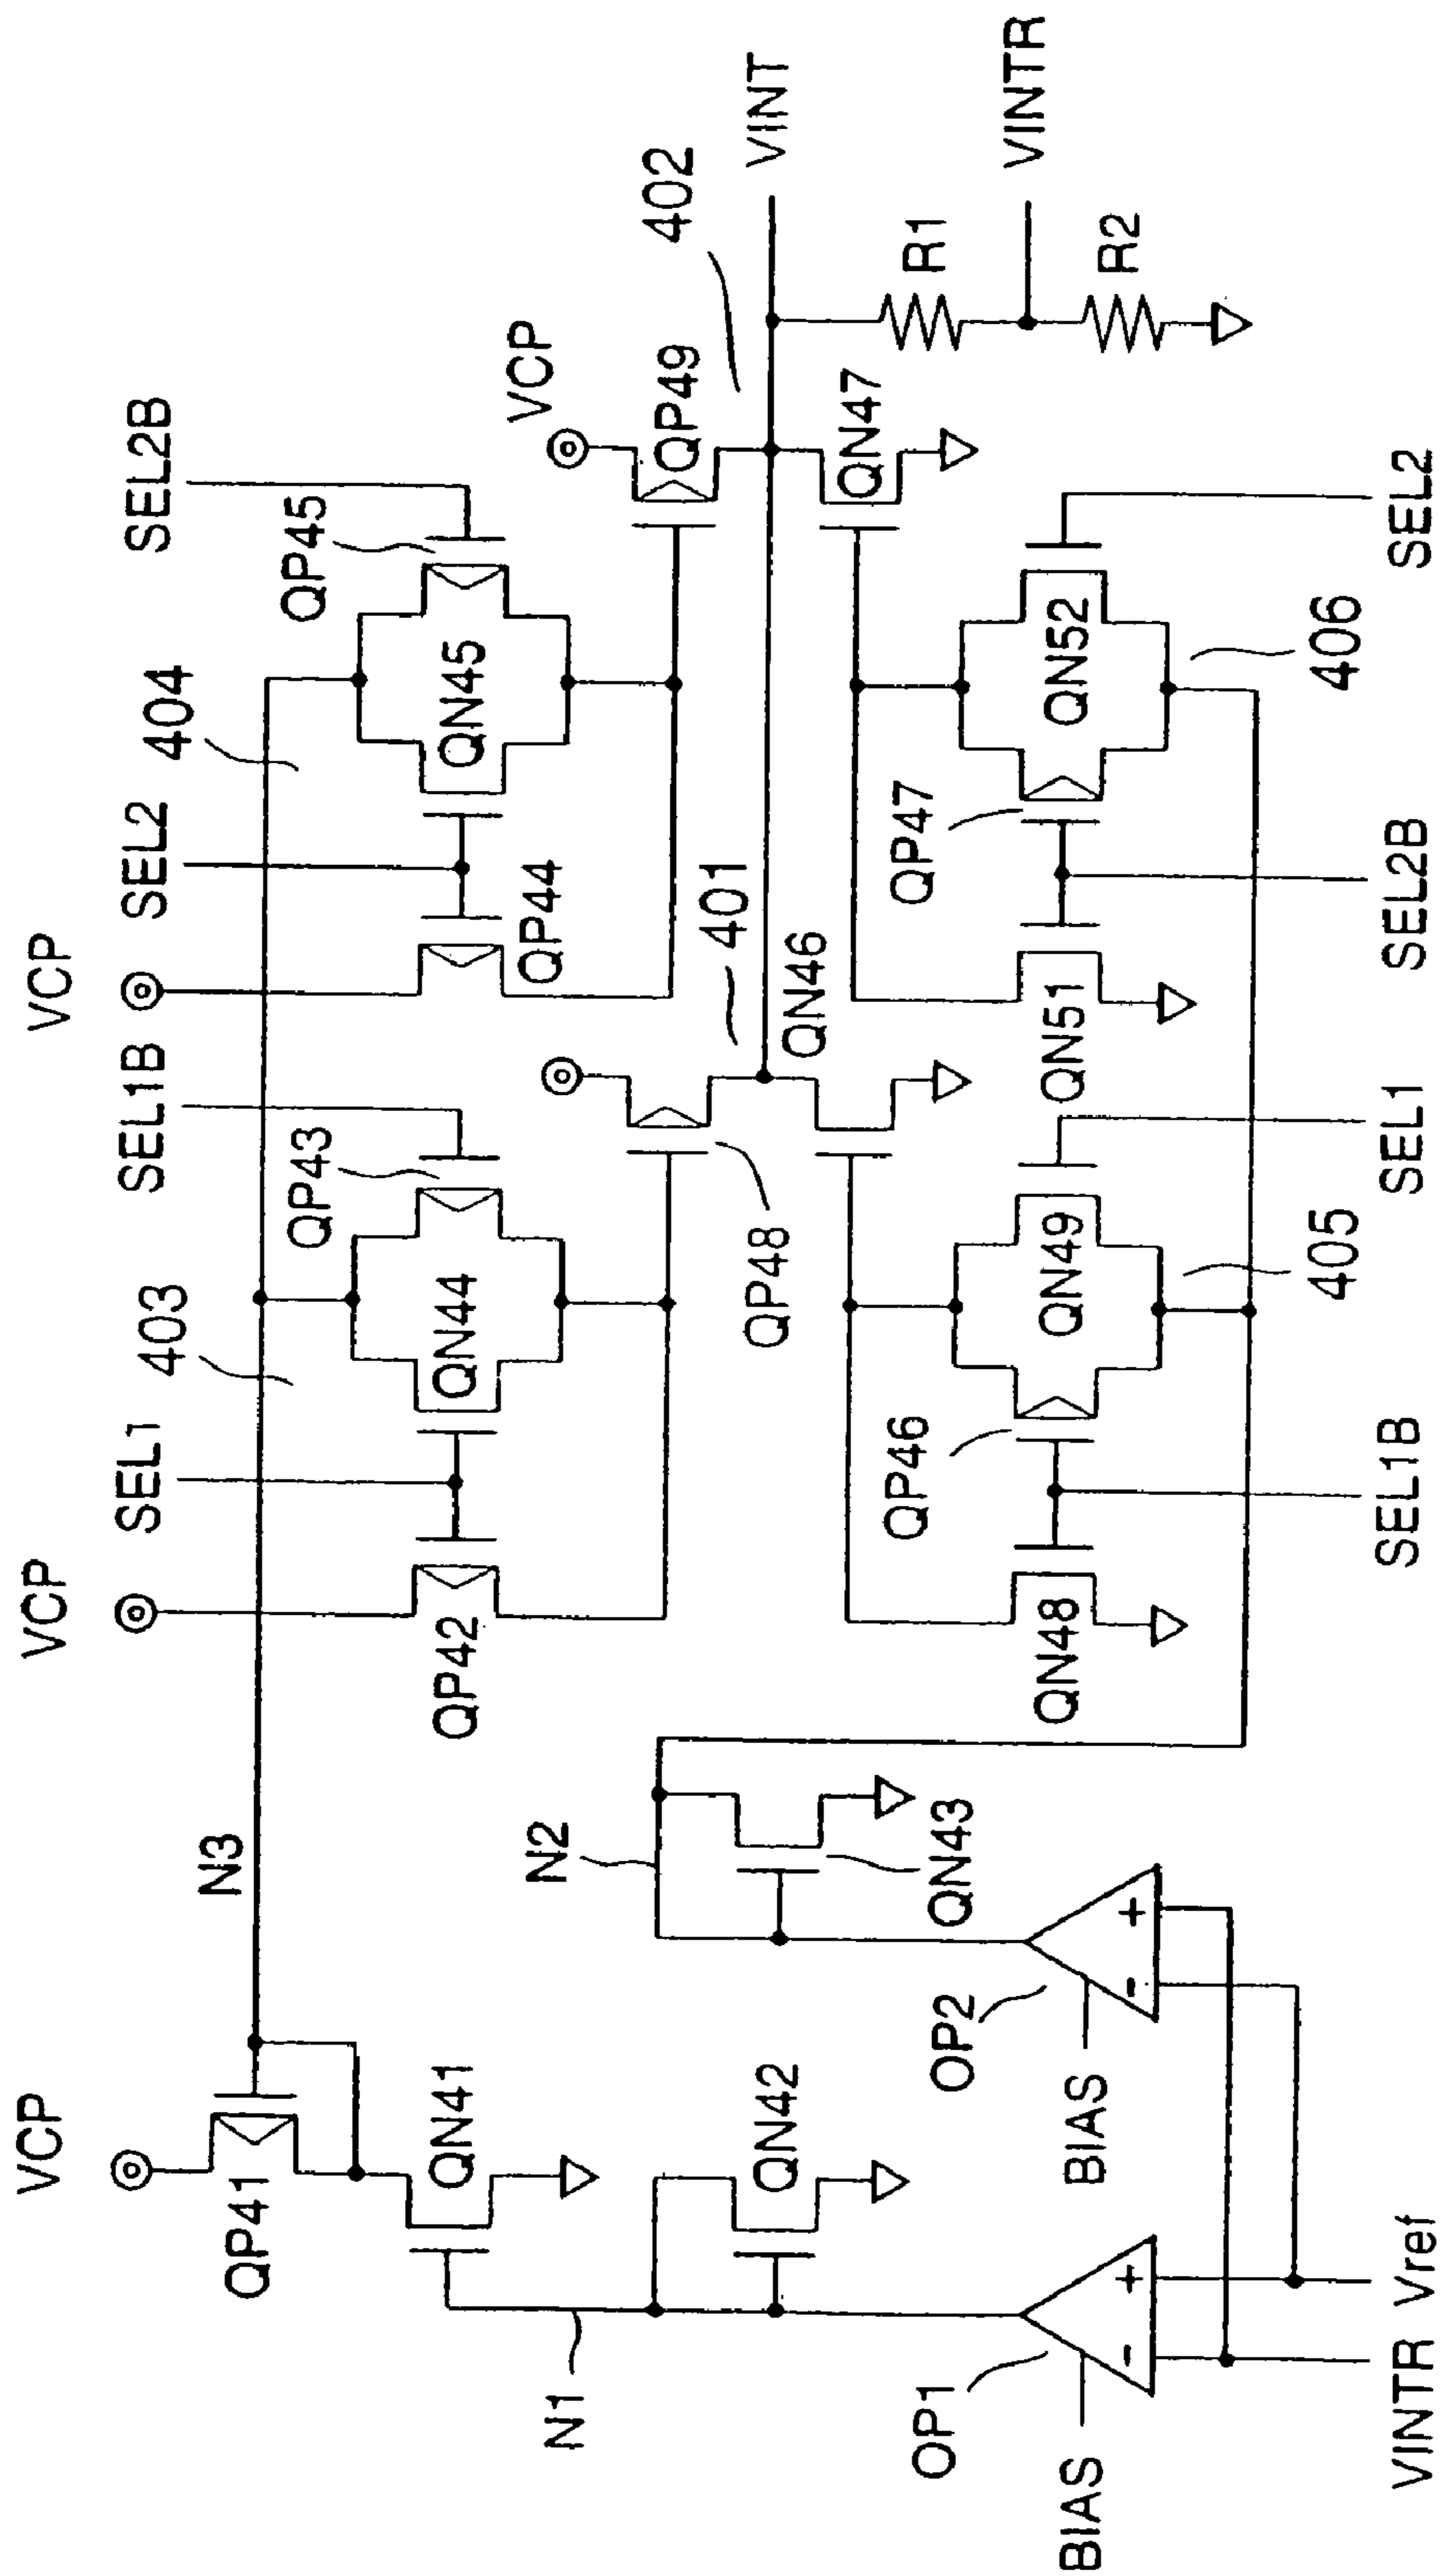 VCP
VCP
VCP
SEL1
SEL1B
SEL2
SEL2B
N3
403
404
QP41
QP42
QN44
QP43
QP44
QN45
QP45
VCP
QN41
N1
QN42
N2
QN43
QP48
401
QP49
402
VINT
QN46
QN47
R1
VINTR
R2
OP1
BIAS
OP2
BIAS
QN48
QP46
QN49
405
QN51
QP47
QN52
406
VINTR
Vref
SEL1B
SEL1
SEL2B
SEL2